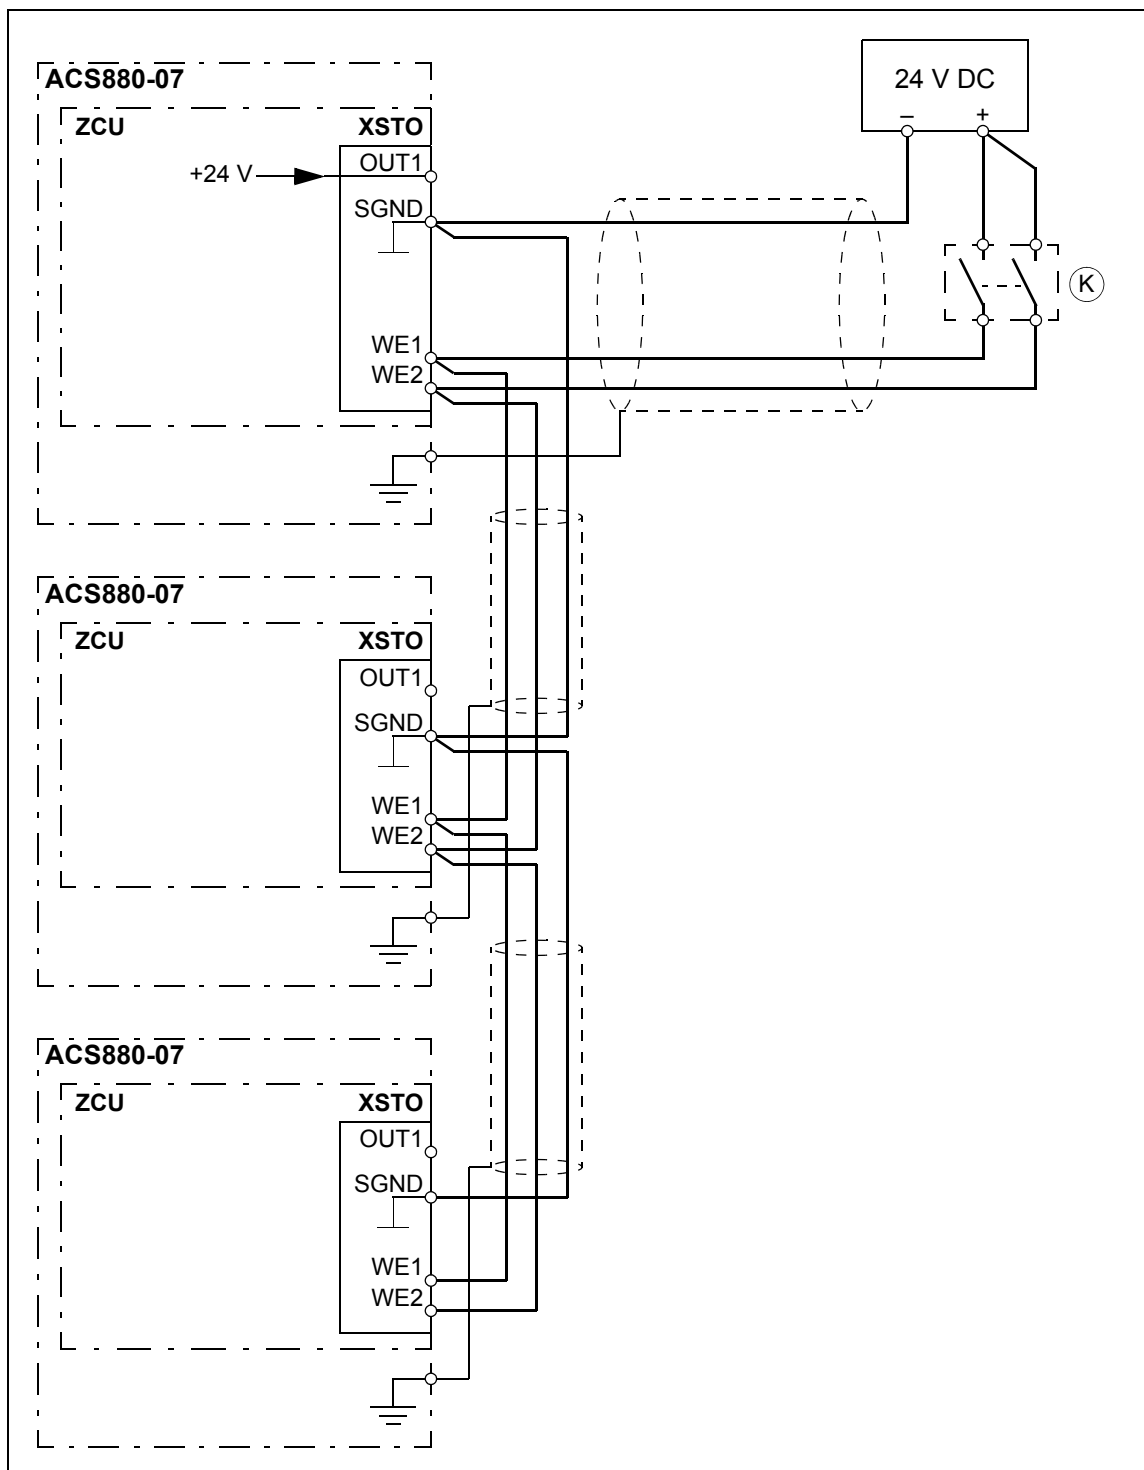 24 V DC
– +
K
ACS880-07
ZCU XSTO
+24 V OUT1
SGND
WE1
WE2
ACS880-07
ZCU XSTO
OUT1
SGND
WE1
WE2
ACS880-07
ZCU XSTO
OUT1
SGND
WE1
WE2